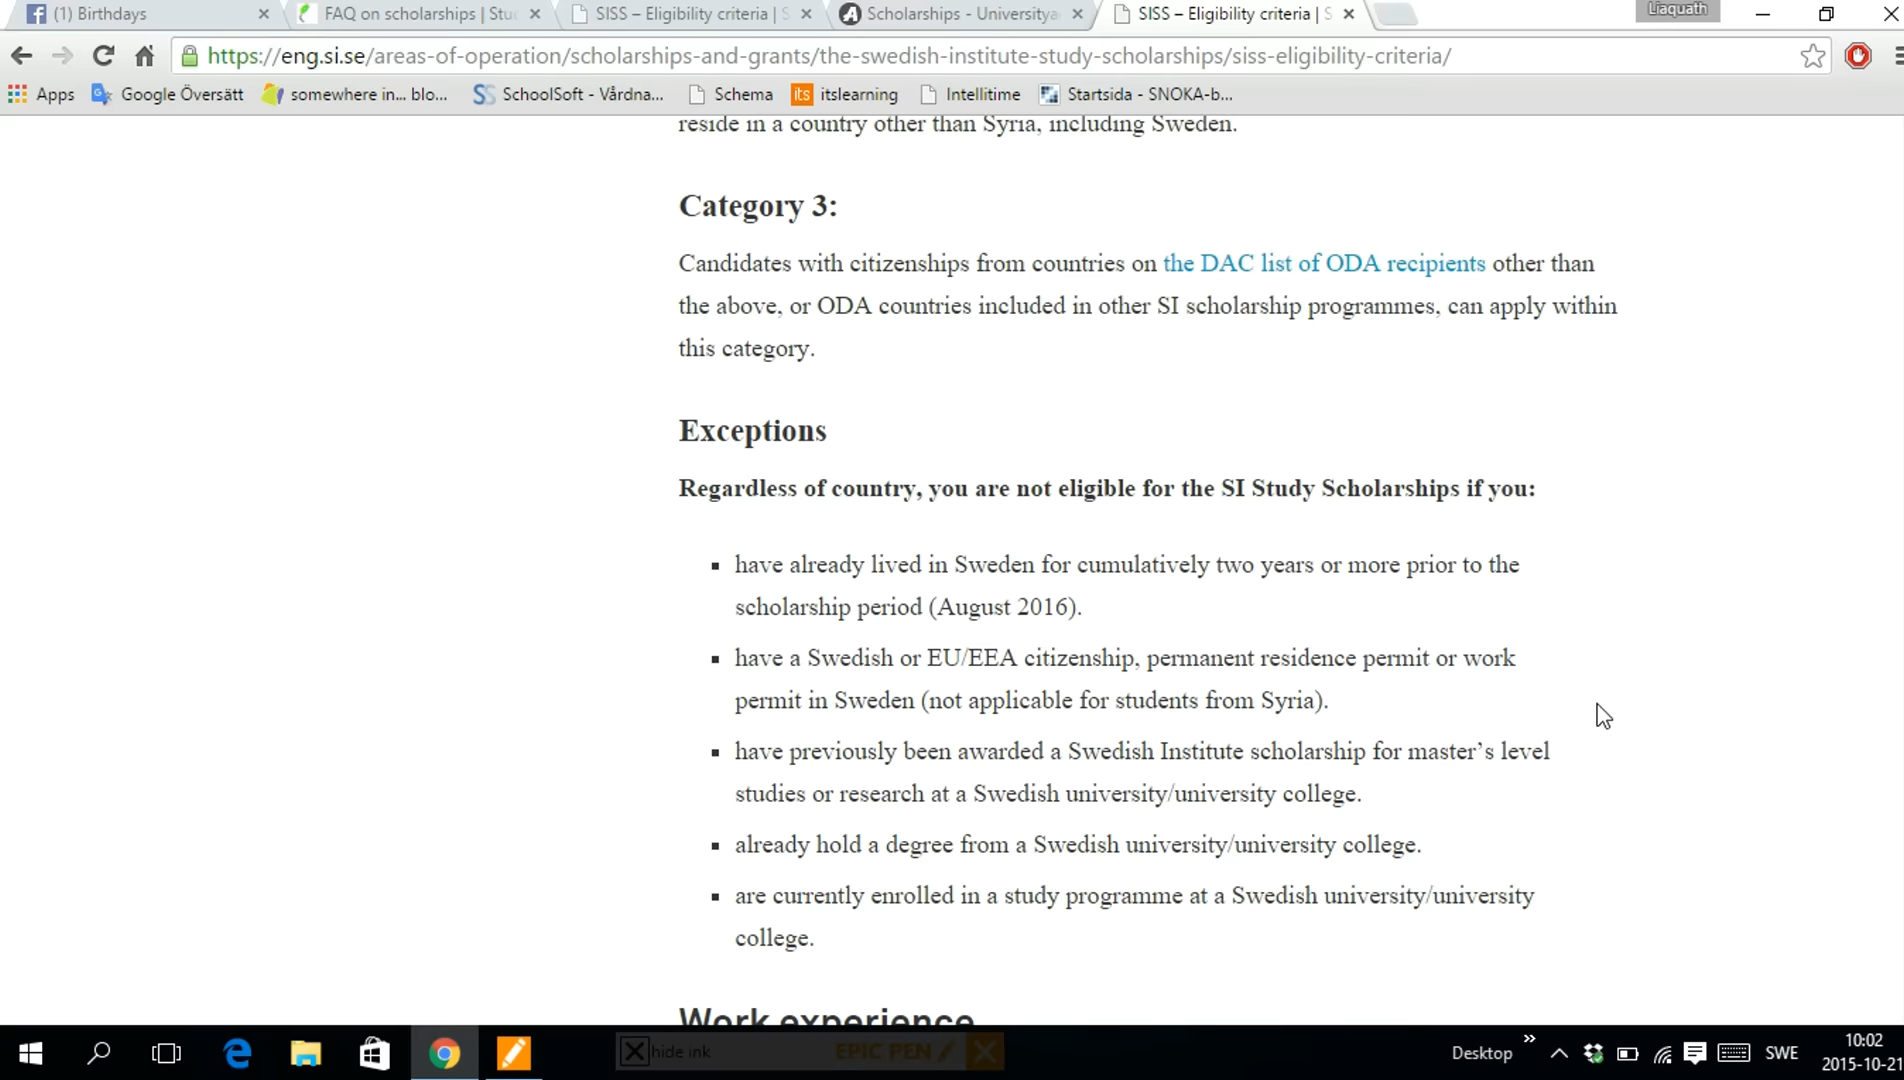 (1) Birthdays
FAQ on scholarships | Stu
SISS – Eligibility criteria | S
Scholarships - Universitya
SISS – Eligibility criteria | S
Liaquath
https://eng.si.se/areas-of-operation/scholarships-and-grants/the-swedish-institute-study-scholarships/siss-eligibility-criteria/
Apps
Google Översätt
somewhere in... blo...
SchoolSoft - Vårdna...
Schema
its
itslearning
Intellitime
Startsida - SNOKA-b...
reside in a country other than Syria, including Sweden.
Category 3:
Candidates with citizenships from countries on the DAC list of ODA recipients other than
the above, or ODA countries included in other SI scholarship programmes, can apply within
this category.
Exceptions
Regardless of country, you are not eligible for the SI Study Scholarships if you:
have already lived in Sweden for cumulatively two years or more prior to the
scholarship period (August 2016).
have a Swedish or EU/EEA citizenship, permanent residence permit or work
permit in Sweden (not applicable for students from Syria).
have previously been awarded a Swedish Institute scholarship for master’s level
studies or research at a Swedish university/university college.
already hold a degree from a Swedish university/university college.
are currently enrolled in a study programme at a Swedish university/university
college.
Work experience
hide ink
EPIC PEN
Desktop
SWE
10:02
2015-10-21